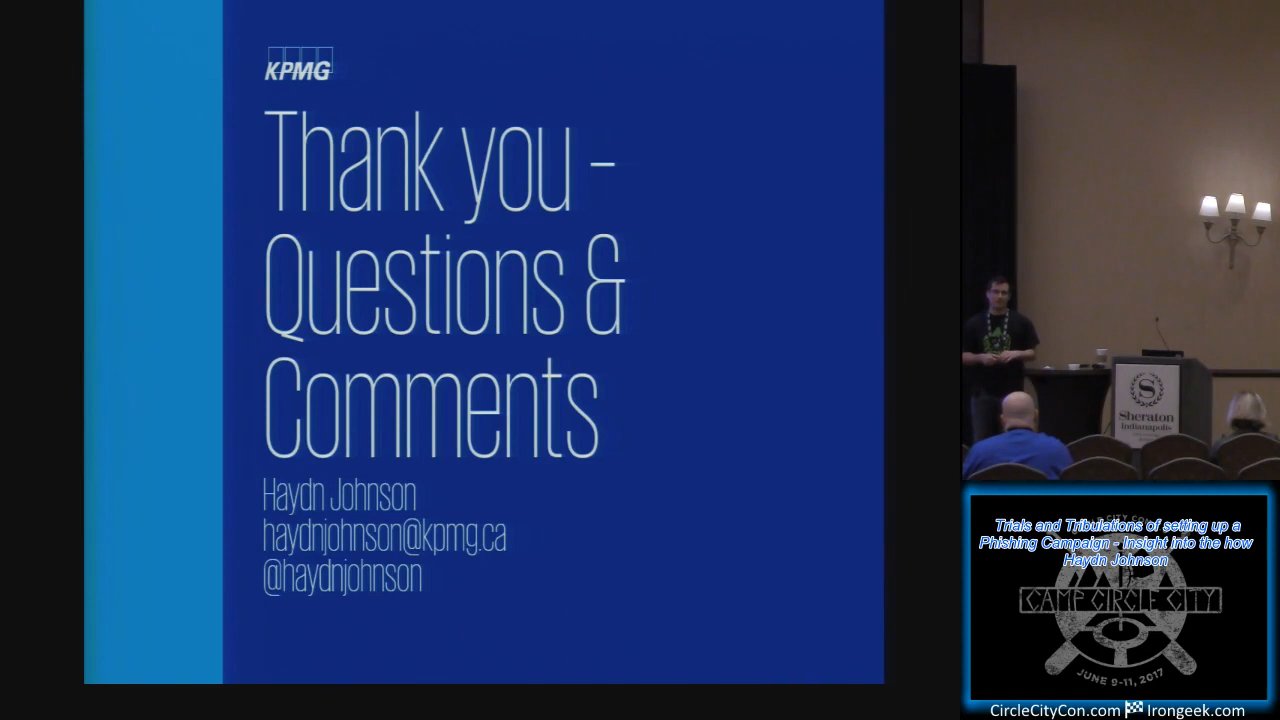 KPMG
Thank you -
Questions &
Comments
Haydn Johnson
haydnjohnson@kpmg.ca
@haydnjohnson
S
Sheraton
Indianapolis
Trials and Tribulations of setting up a
Phishing Campaign - Insight into the how
Haydn Johnson
CAMP CIRCLE CITY
JUNE 9-11, 2017
CircleCityCon.com Irongeek.com